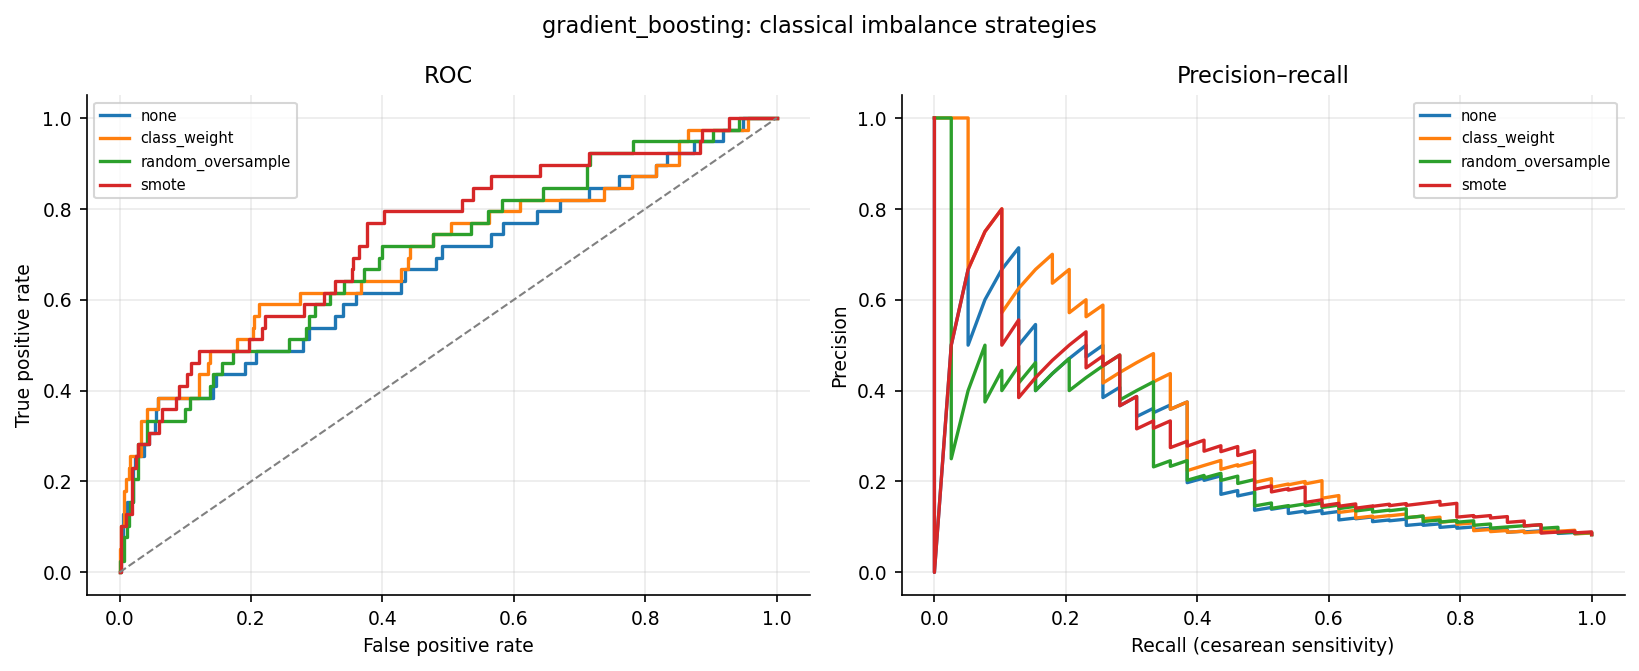 gradient_boosting: classical imbalance strategies
ROC
none
class_weight
random_oversample
smote
1.0
0.8
0.6
0.4
0.2
0.0
True positive rate
0.0 0.2 0.4 0.6 0.8 1.0
False positive rate
Precision–recall
none
class_weight
random_oversample
smote
1.0
0.8
0.6
0.4
0.2
0.0
Precision
0.0 0.2 0.4 0.6 0.8 1.0
Recall (cesarean sensitivity)